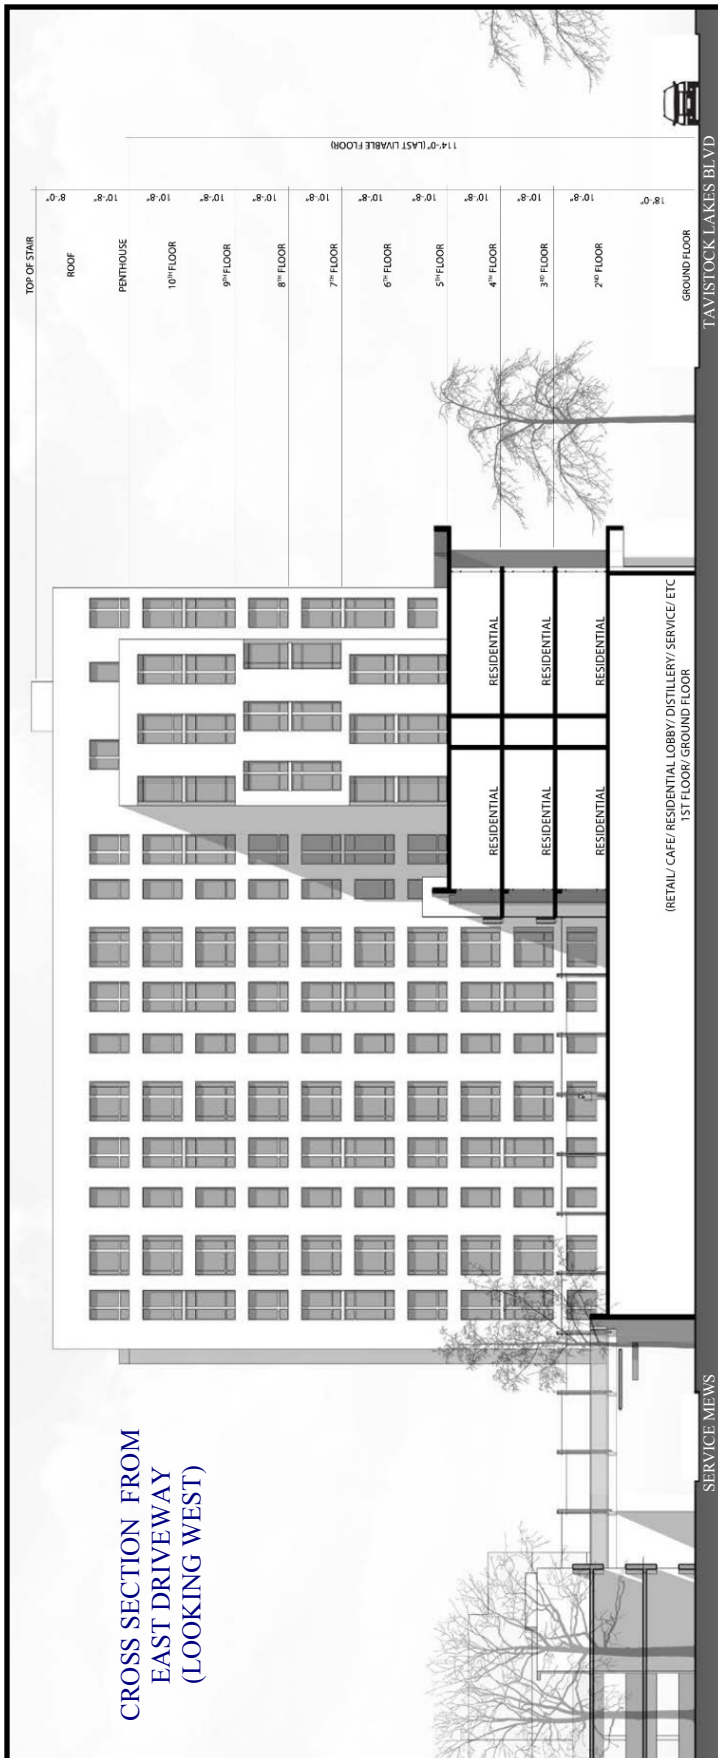 CROSS SECTION FROM
EAST DRIVEWAY
(LOOKING WEST)
TOP OF STAIR
8'-0"
ROOF
10'-8"
PENTHOUSE
10'-8"
10TH FLOOR
10'-8"
9TH FLOOR
10'-8"
8TH FLOOR
10'-8"
7TH FLOOR
10'-8"
6TH FLOOR
10'-8"
5TH FLOOR
10'-8"
4TH FLOOR
10'-8"
3RD FLOOR
10'-8"
2ND FLOOR
18'-0"
GROUND FLOOR
114'-0" (LAST LIVABLE FLOOR)
RESIDENTIAL
RESIDENTIAL
RESIDENTIAL
RESIDENTIAL
RESIDENTIAL
RESIDENTIAL
(RETAIL/ CAFE/ RESIDENTIAL LOBBY/ DISTILLERY/ SERVICE/ ETC
1ST FLOOR/ GROUND FLOOR
SERVICE MEWS
TAVISTOCK LAKES BLVD